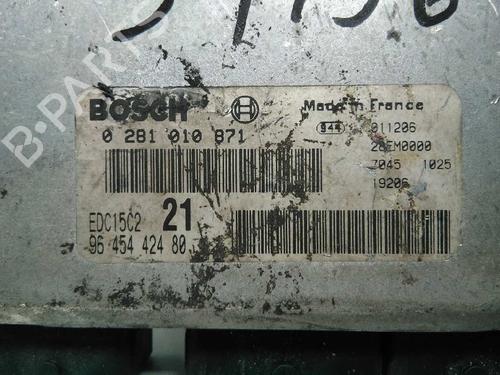 BOSCH
Made in France
0 281 010 871
944
011206
28EM0000
7045 1025
19206
EDC15C2 21
96 454 424 80
B-PARTS